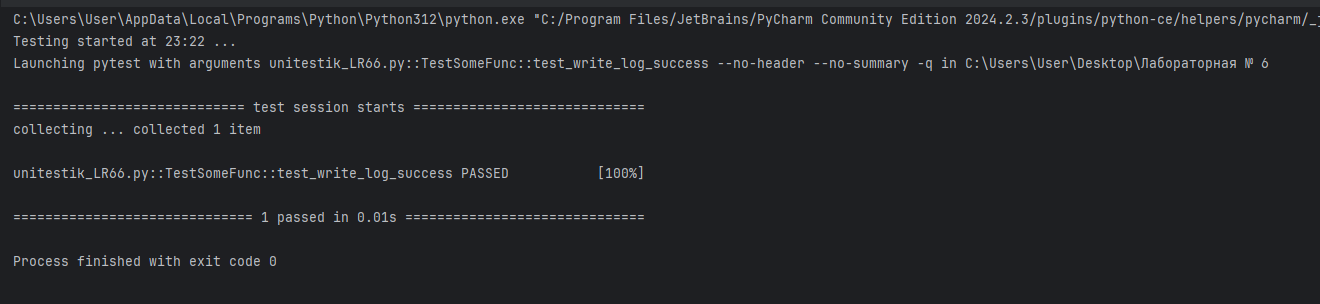 C:\Users\User\AppData\Local\Programs\Python\Python312\python.exe "C:/Program Files/JetBrains/PyCharm Community Edition 2024.2.3/plugins/python-ce/helpers/pycharm/_j
Testing started at 23:22 ...
Launching pytest with arguments unitestik_LR66.py::TestSomeFunc::test_write_log_success --no-header --no-summary -q in C:\Users\User\Desktop\Лабораторная № 6
============================= test session starts =============================
collecting ... collected 1 item
unitestik_LR66.py::TestSomeFunc::test_write_log_success PASSED           [100%]
============================== 1 passed in 0.01s ==============================
Process finished with exit code 0